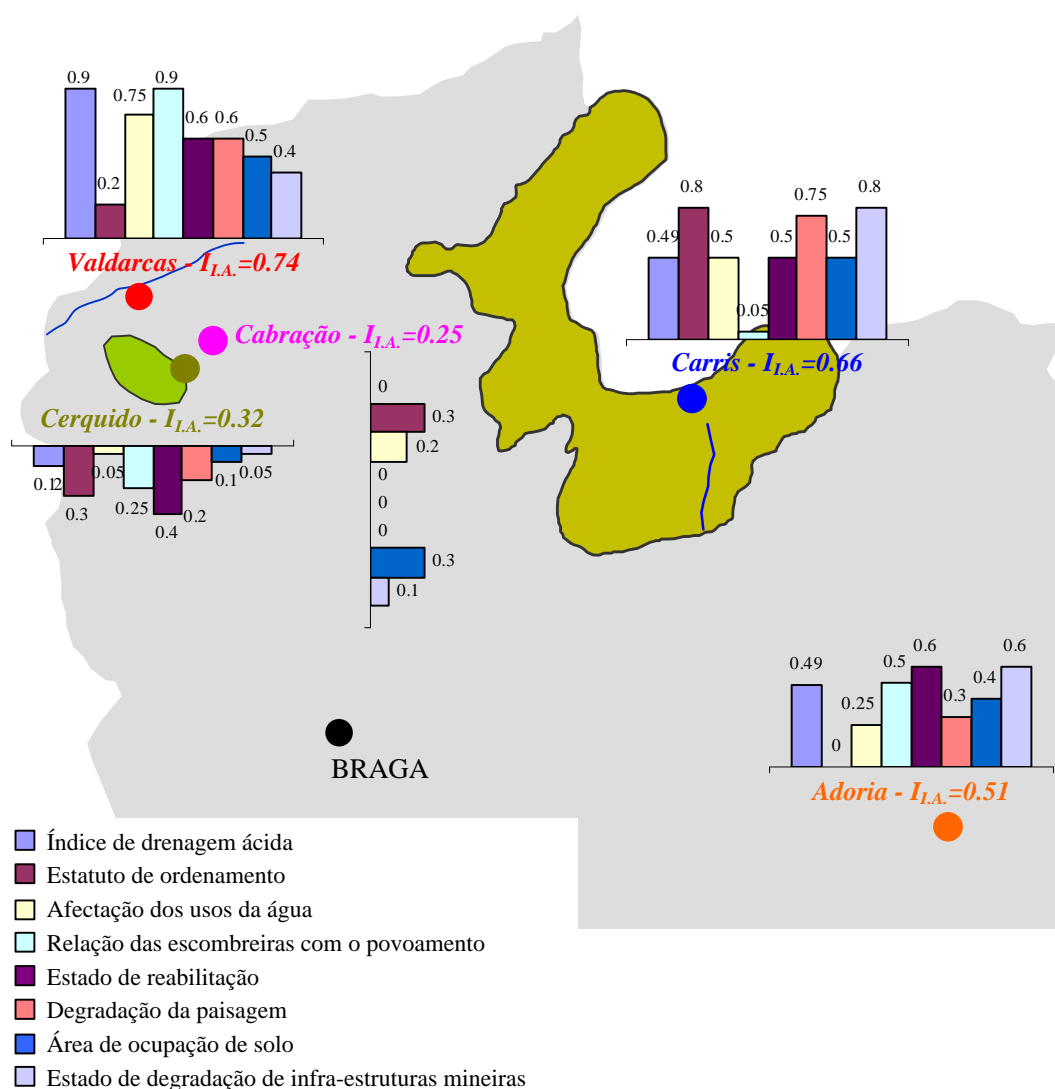 0.9
0.2
0.75
0.9
0.6
0.6
0.5
0.4
Valdarcas - I I.A.=0.74
0.49
0.8
0.5
0.05
0.5
0.75
0.5
0.8
Carris - I I.A.=0.66
Cabração - I I.A.=0.25
0
0.3
0.2
0
0
0
0.3
0.1
Cerquido - I I.A.=0.32
0.12
0.3
0.05
0.25
0.4
0.2
0.1
0.05
0.49
0
0.25
0.5
0.6
0.3
0.4
0.6
Adoria - I I.A.=0.51
BRAGA
Índice de drenagem ácida
Estatuto de ordenamento
Afectação dos usos da água
Relação das escombreiras com o povoamento
Estado de reabilitação
Degradação da paisagem
Área de ocupação de solo
Estado de degradação de infra-estruturas mineiras